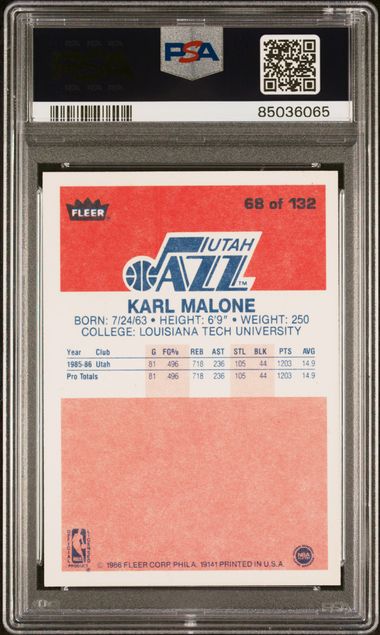 PSA
85036065
FLEER
68 of 132
UTAH
JAZZ TM
KARL MALONE
BORN: 7/24/63 • HEIGHT: 6'9" • WEIGHT: 250
COLLEGE: LOUISIANA TECH UNIVERSITY
Year Club G FG% REB AST STL BLK PTS AVG
1985-86 Utah 81 .496 718 236 105 44 1203 14.9
Pro Totals 81 .496 718 236 105 44 1203 14.9
© 1986 FLEER CORP. PHILA. 19141 PRINTED IN U.S.A.
NBA